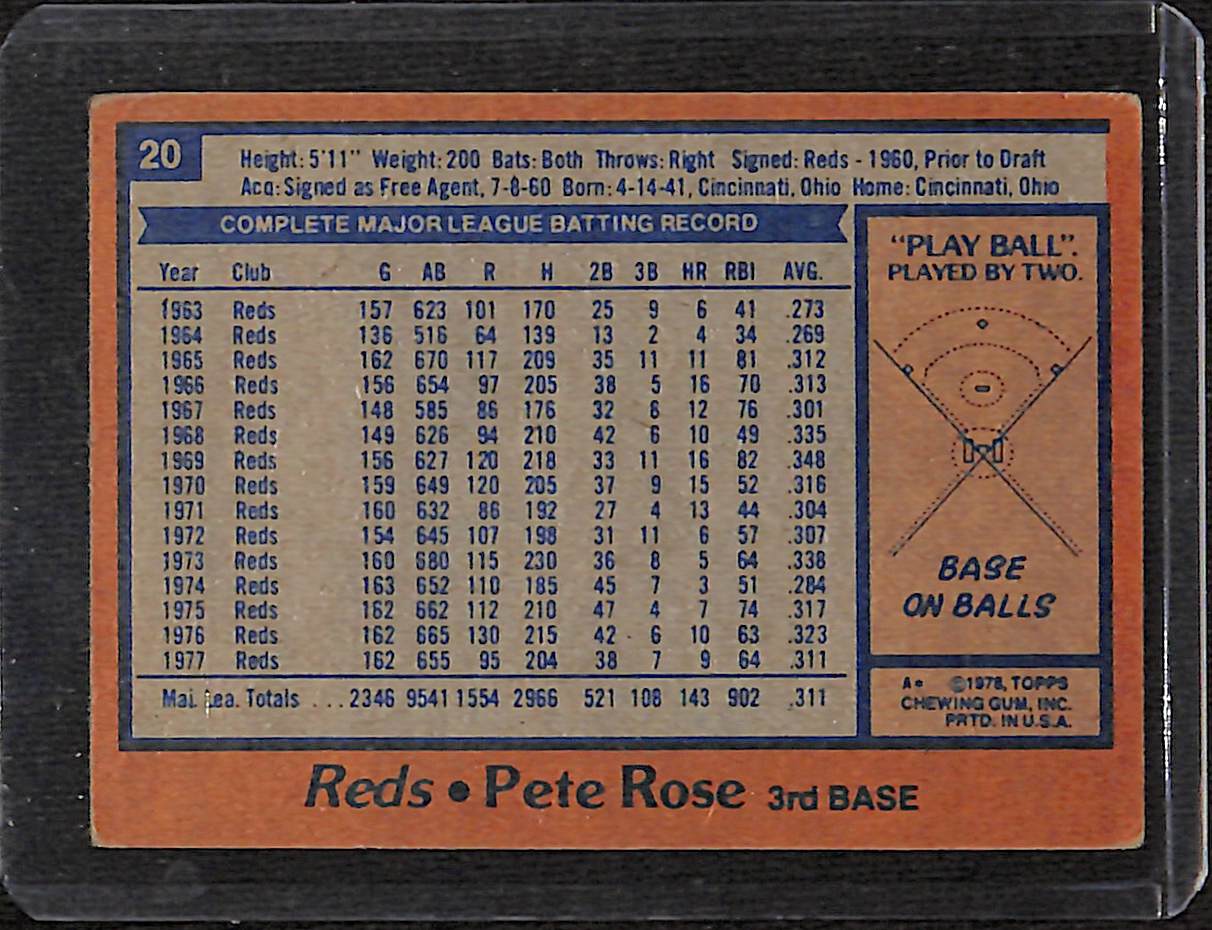 20
Height: 5'11" Weight: 200 Bats: Both Throws: Right Signed: Reds - 1960, Prior to Draft
Acq: Signed as Free Agent, 7-8-60 Born: 4-14-41, Cincinnati, Ohio Home: Cincinnati, Ohio
COMPLETE MAJOR LEAGUE BATTING RECORD
Year Club G AB R H 2B 3B HR RBI AVG.
1963 Reds 157 623 101 170 25 9 6 41 .273
1964 Reds 136 516 64 139 13 2 4 34 .269
1965 Reds 162 670 117 209 35 11 11 81 .312
1966 Reds 156 654 97 205 38 5 16 70 .313
1967 Reds 148 585 86 176 32 8 12 76 .301
1968 Reds 149 626 94 210 42 6 10 49 .335
1969 Reds 156 627 120 218 33 11 16 82 .348
1970 Reds 159 649 120 205 37 9 15 52 .316
1971 Reds 160 632 86 192 27 4 13 44 .304
1972 Reds 154 645 107 198 31 11 6 57 .307
1973 Reds 160 680 115 230 36 8 5 64 .338
1974 Reds 163 652 110 185 45 7 3 51 .284
1975 Reds 162 662 112 210 47 4 7 74 .317
1976 Reds 162 665 130 215 42 6 10 63 .323
1977 Reds 162 655 95 204 38 7 9 64 .311
Maj. Lea. Totals ... 2346 9541 1554 2966 521 108 143 902 .311
"PLAY BALL".
PLAYED BY TWO.
BASE
ON BALLS
A* ©1978, TOPPS
CHEWING GUM, INC.
PRTD. IN U.S.A.
Reds • Pete Rose 3rd BASE